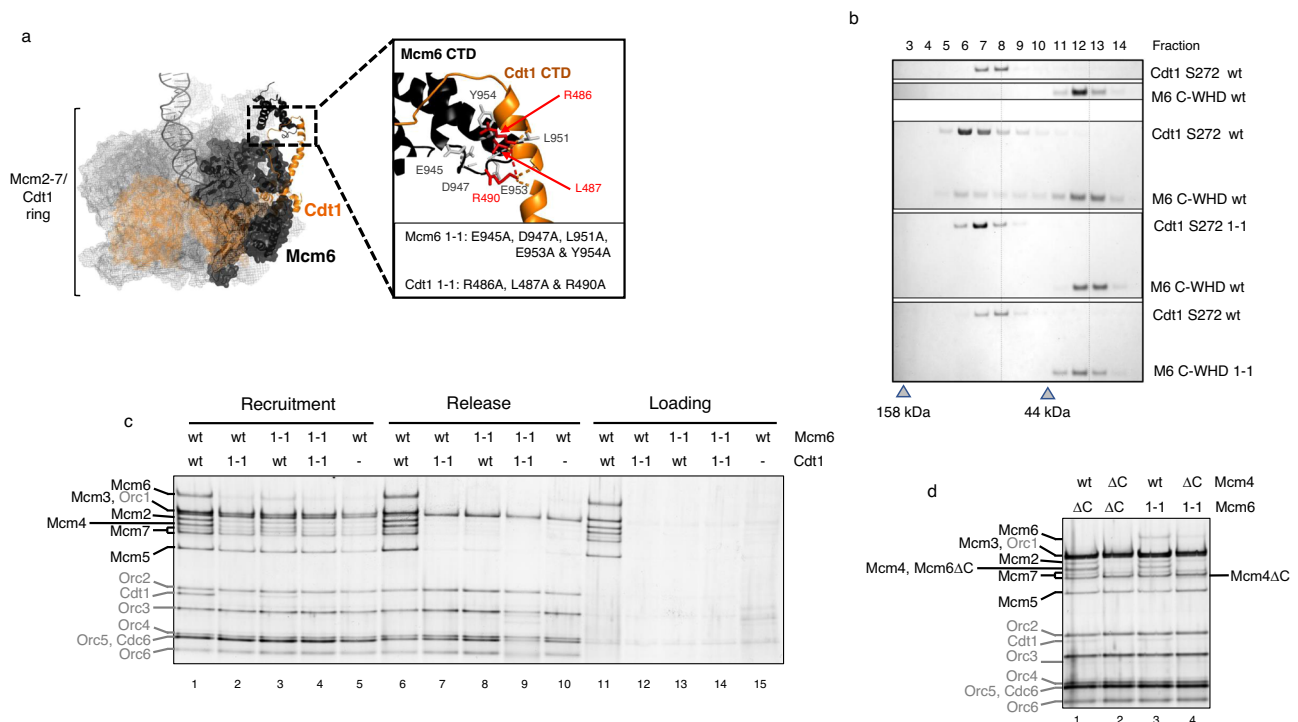 a
Mcm2-7/
Cdt1
ring
Cdt1
Mcm6
Mcm6 CTD
Cdt1 CTD
Y954
R486
L951
E945
D947
E953
R490
L487
Mcm6 1-1: E945A, D947A, L951A,
E953A & Y954A
Cdt1 1-1: R486A, L487A & R490A
b
3 4 5 6 7 8 9 10 11 12 13 14 Fraction
Cdt1 S272 wt
M6 C-WHD wt
Cdt1 S272 wt
M6 C-WHD wt
Cdt1 S272 1-1
M6 C-WHD wt
Cdt1 S272 wt
M6 C-WHD 1-1
158 kDa 44 kDa
c
Recruitment Release Loading
wt wt 1-1 1-1 wt wt wt 1-1 1-1 wt wt wt 1-1 1-1 wt Mcm6
wt 1-1 wt 1-1 - wt 1-1 wt 1-1 - wt 1-1 wt 1-1 - Cdt1
Mcm6
Mcm3, Orc1
Mcm2
Mcm4
Mcm7
Mcm5
Orc2
Cdt1
Orc3
Orc4
Orc5, Cdc6
Orc6
1 2 3 4 5 6 7 8 9 10 11 12 13 14 15
d
wt ΔC wt ΔC Mcm4
ΔC ΔC 1-1 1-1 Mcm6
Mcm6
Mcm3, Orc1
Mcm2
Mcm4, Mcm6ΔC
Mcm7
Mcm4ΔC
Mcm5
Orc2
Cdt1
Orc3
Orc4
Orc5, Cdc6
Orc6
1 2 3 4